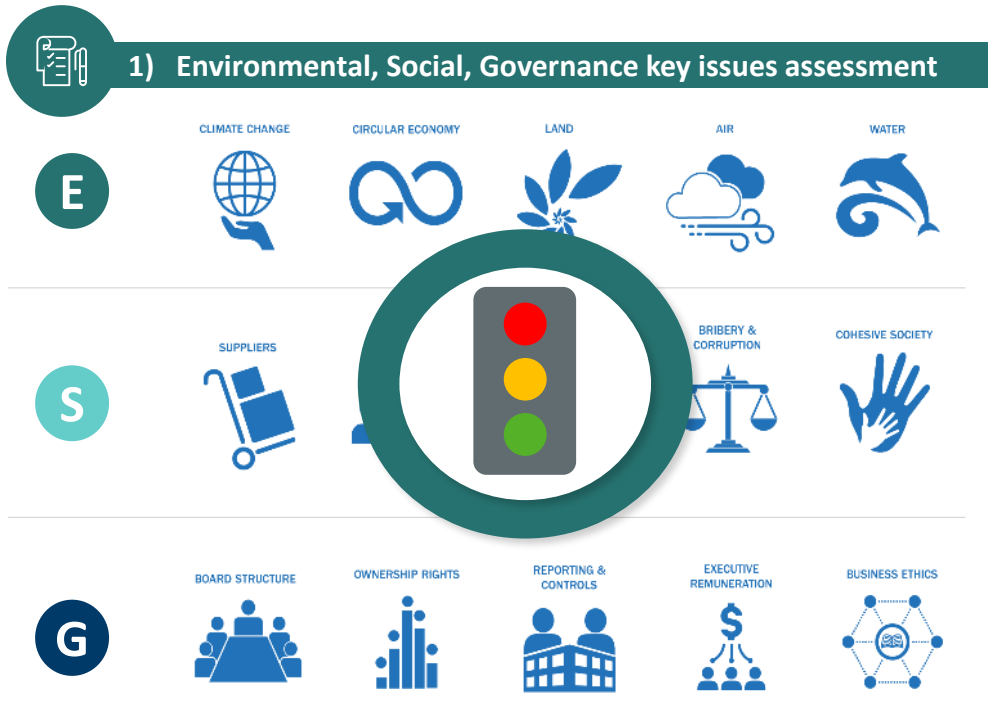 1) Environmental, Social, Governance key issues assessment
CLIMATE CHANGE
CIRCULAR ECONOMY
LAND
AIR
WATER
E
SUPPLIERS
BRIBERY &
CORRUPTION
COHESIVE SOCIETY
S
BOARD STRUCTURE
OWNERSHIP RIGHTS
REPORTING &
CONTROLS
EXECUTIVE
REMUNERATION
BUSINESS ETHICS
$
G